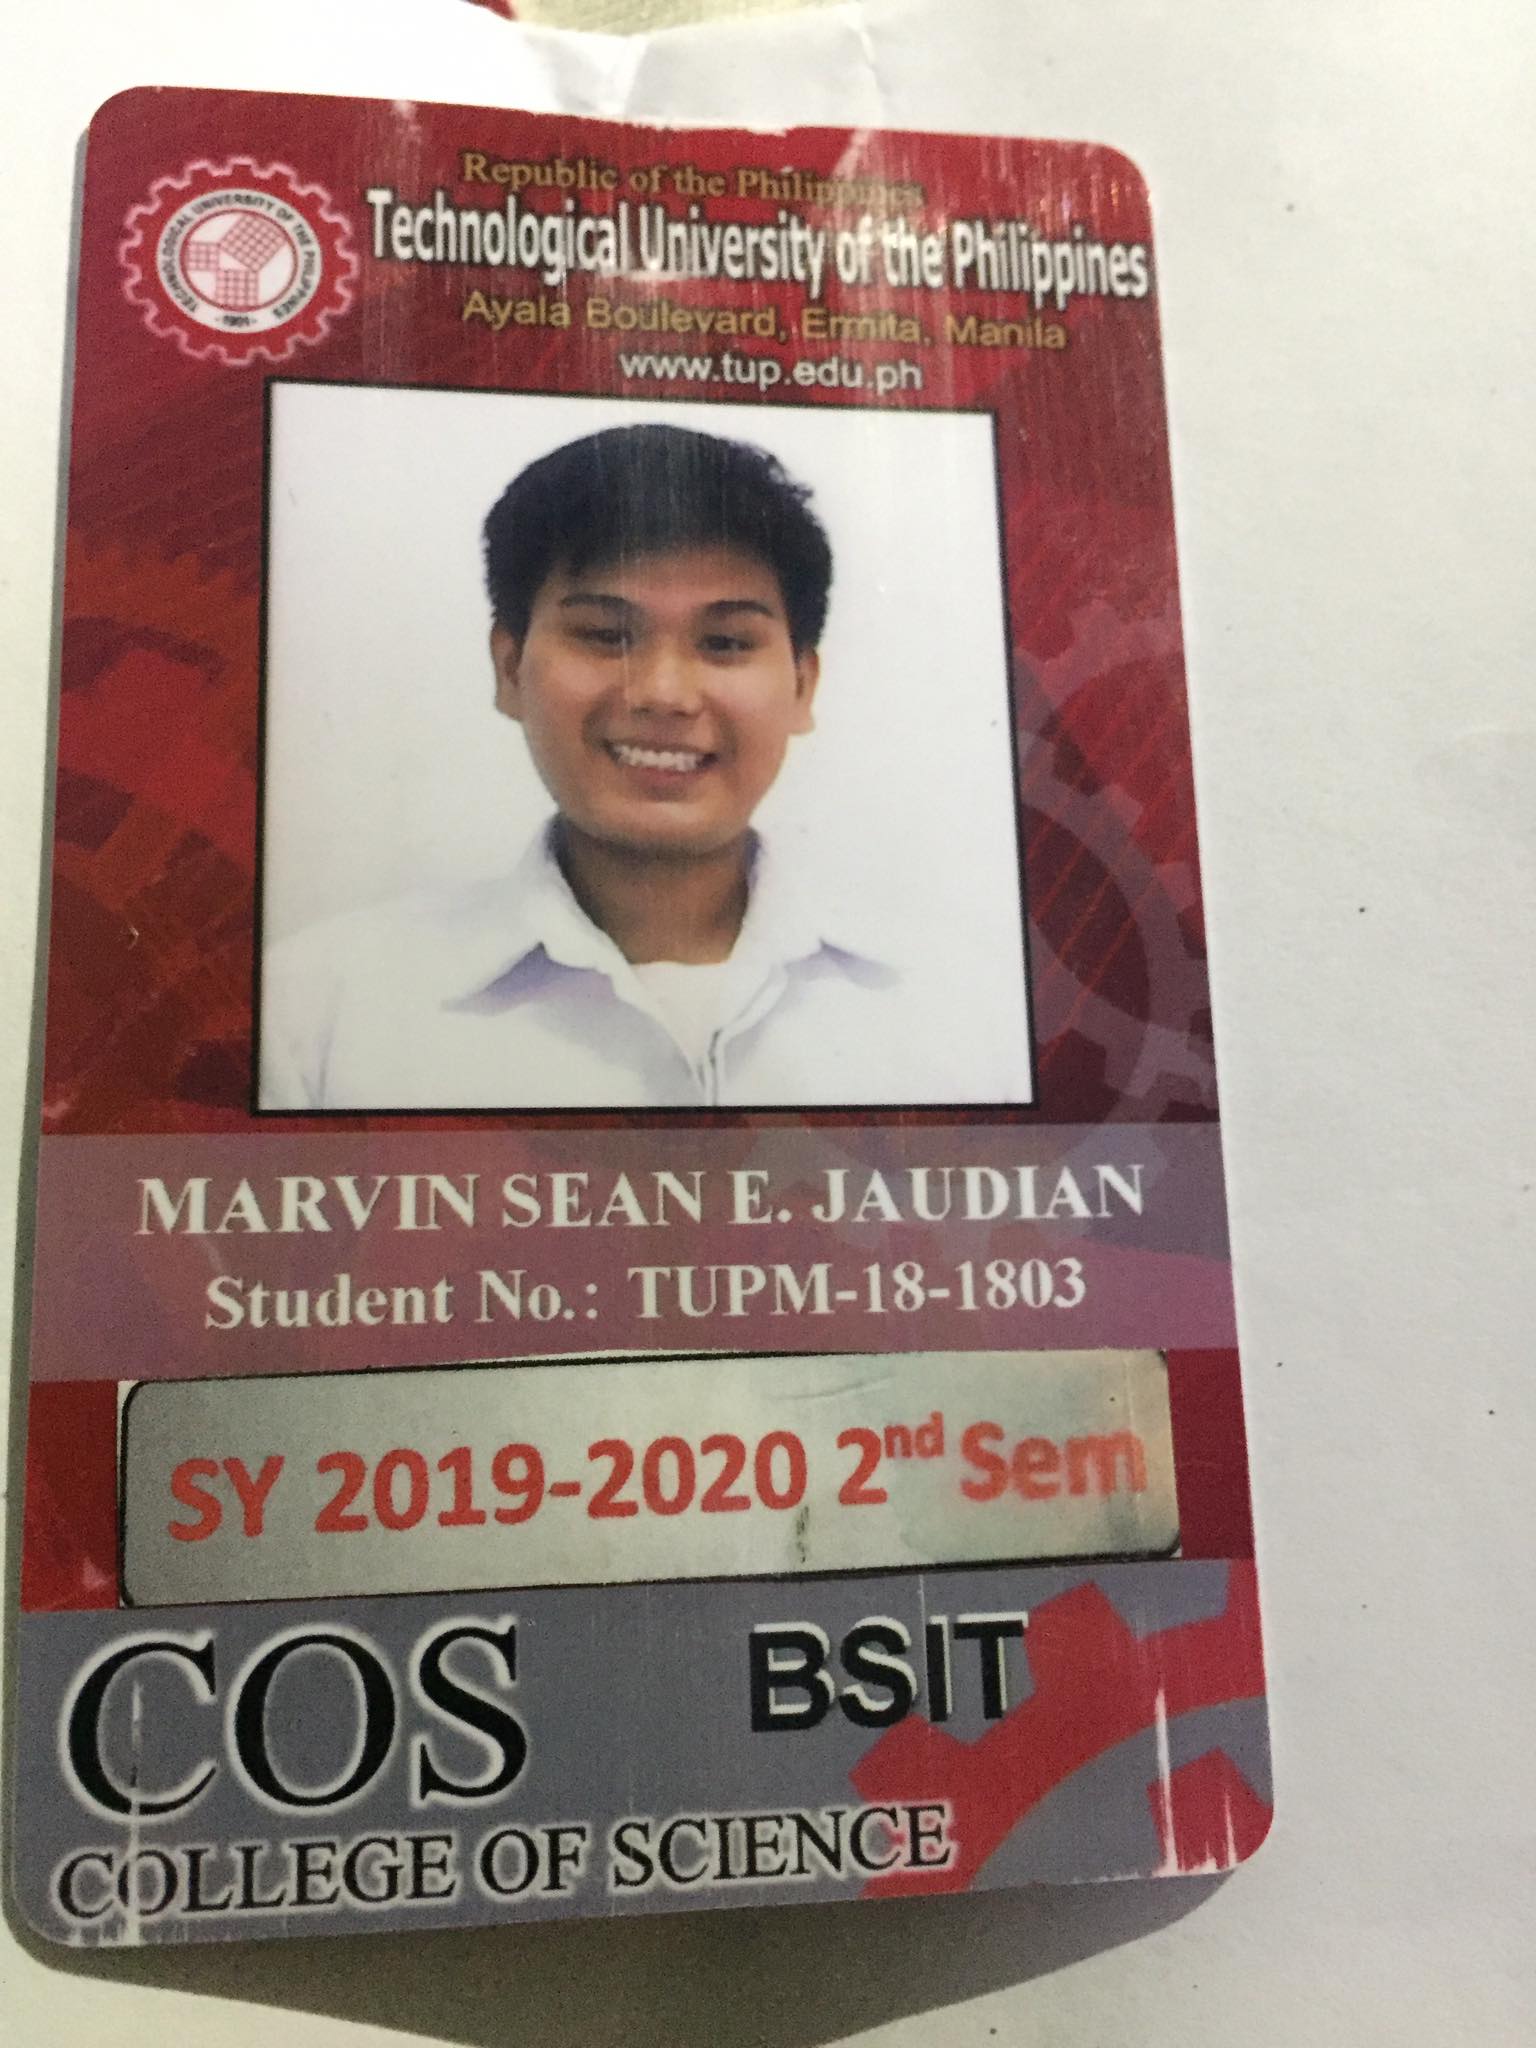 Republic of the Philippines
Technological University of the Philippines
Ayala Boulevard, Ermita, Manila
www.tup.edu.ph
TECHNOLOGICAL UNIVERSITY OF THE PHILIPPINES
-1901-
MARVIN SEAN E. JAUDIAN
Student No.: TUPM-18-1803
SY 2019-2020 2nd Sem
COS
BSIT
COLLEGE OF SCIENCE